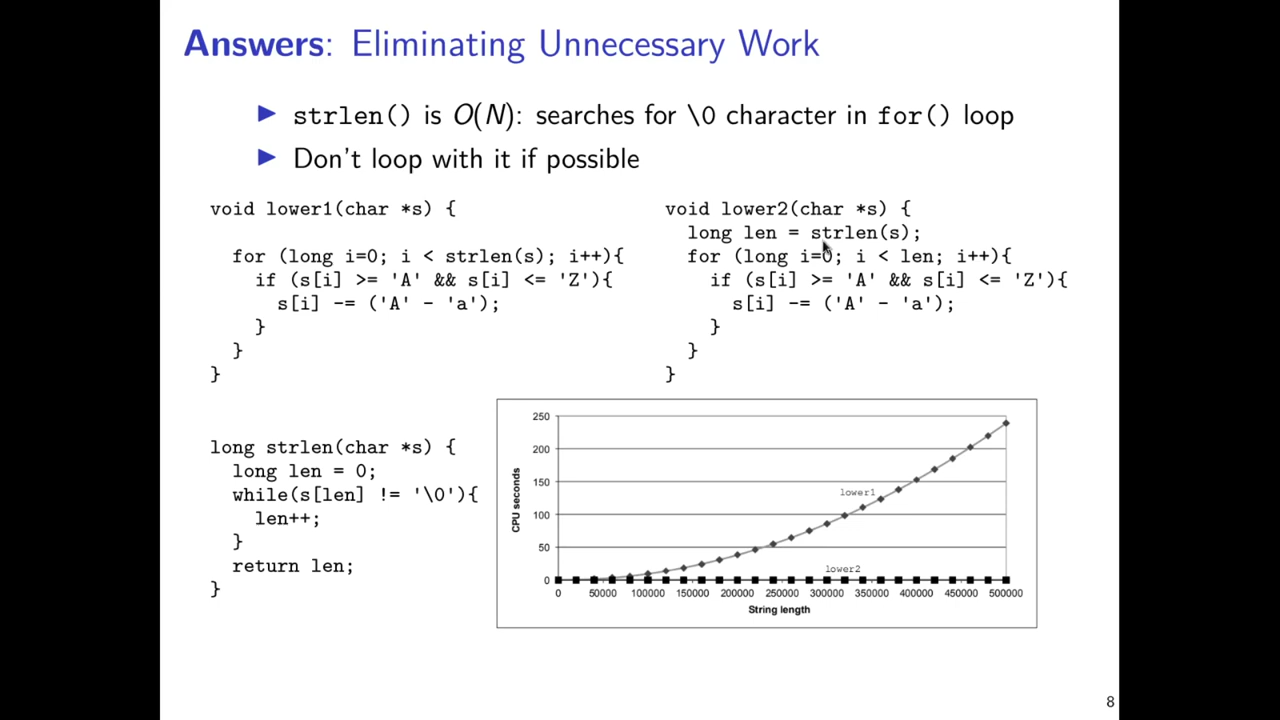 Answers: Eliminating Unnecessary Work
▶ strlen() is O(N): searches for \0 character in for() loop
▶ Don't loop with it if possible
void lower1(char *s) {
for (long i=0; i < strlen(s); i++){
if (s[i] >= 'A' && s[i] <= 'Z'){
s[i] -= ('A' - 'a');
}
}
}
void lower2(char *s) {
long len = strlen(s);
for (long i=0; i < len; i++){
if (s[i] >= 'A' && s[i] <= 'Z'){
s[i] -= ('A' - 'a');
}
}
}
long strlen(char *s) {
long len = 0;
while(s[len] != '\0'){
len++;
}
return len;
}
250
200
150
100
50
0
CPU seconds
lower1
lower2
0 50000 100000 150000 200000 250000 300000 350000 400000 450000 500000
String length
8